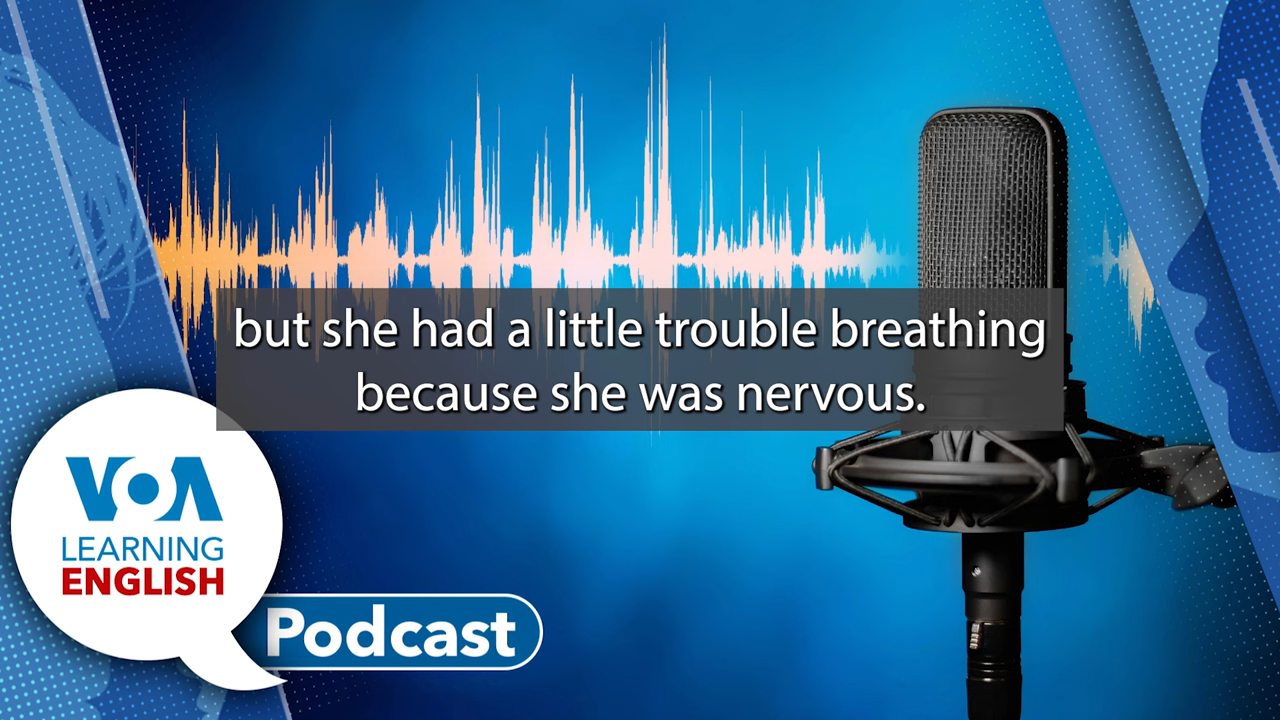 but she had a little trouble breathing
because she was nervous.
VOA
LEARNING
ENGLISH
Podcast